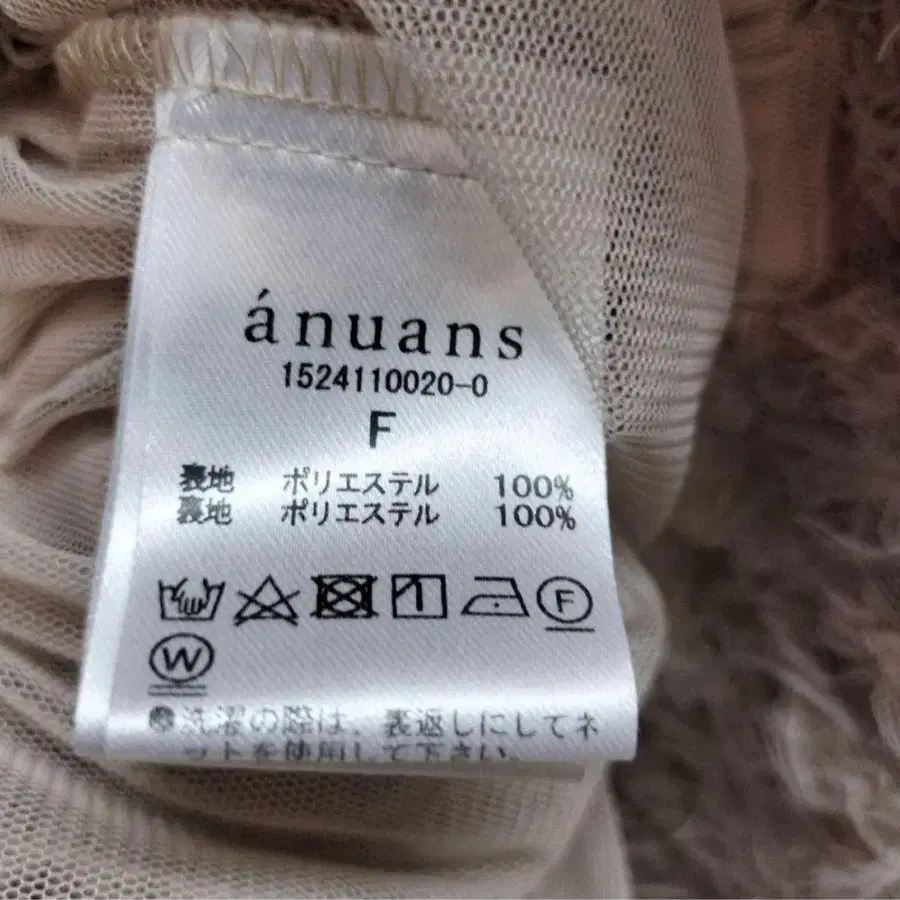 ánuans
1524110020-0
F
表地 ポリエステル 100%
裏地 ポリエステル 100%
F
W
●洗濯の際は、裏返しにしてネ
ットを使用して下さい。